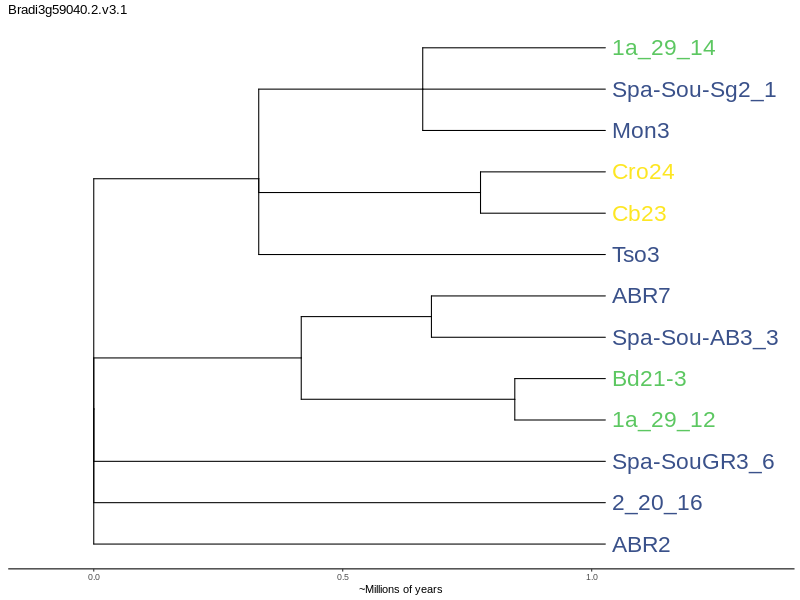 Bradi3g59040.2.v3.1
1a_29_14
Spa-Sou-Sg2_1
Mon3
Cro24
Cb23
Tso3
ABR7
Spa-Sou-AB3_3
Bd21-3
1a_29_12
Spa-SouGR3_6
2_20_16
ABR2
0.0 0.5 1.0
~Millions of years